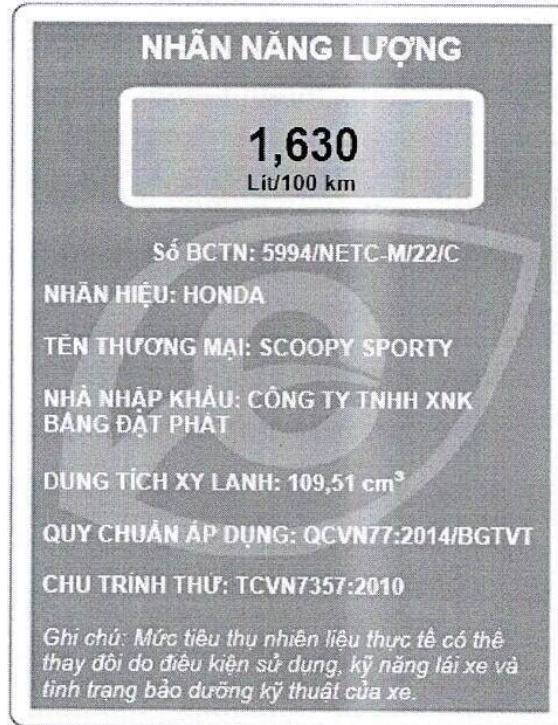 NHÃN NĂNG LƯỢNG
1,630
Lít/100 km
Số BCTN: 5994/NETC-M/22/C
NHÃN HIỆU: HONDA
TÊN THƯƠNG MẠI: SCOOPY SPORTY
NHÀ NHẬP KHẨU: CÔNG TY TNHH XNK
BẰNG ĐẠT PHÁT
DUNG TÍCH XY LANH: 109,51 cm³
QUY CHUẨN ÁP DỤNG: QCVN77:2014/BGTVT
CHU TRÌNH THỬ: TCVN7357:2010
Ghi chú: Mức tiêu thụ nhiên liệu thực tế có thể
thay đổi do điều kiện sử dụng, kỹ năng lái xe và
tình trạng bảo dưỡng kỹ thuật của xe.